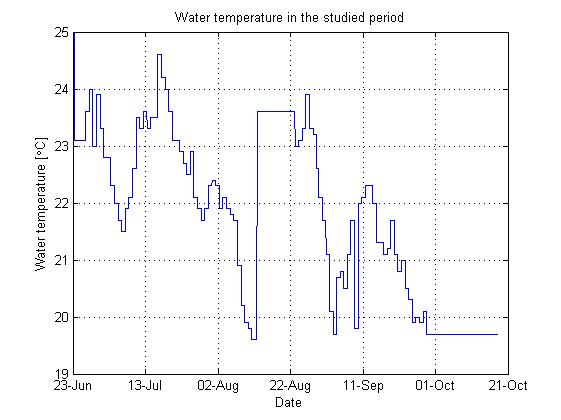 Water temperature in the studied period
25
24
23
22
21
20
19
Water temperature [°C]
23-Jun 13-Jul 02-Aug 22-Aug 11-Sep 01-Oct 21-Oct
Date